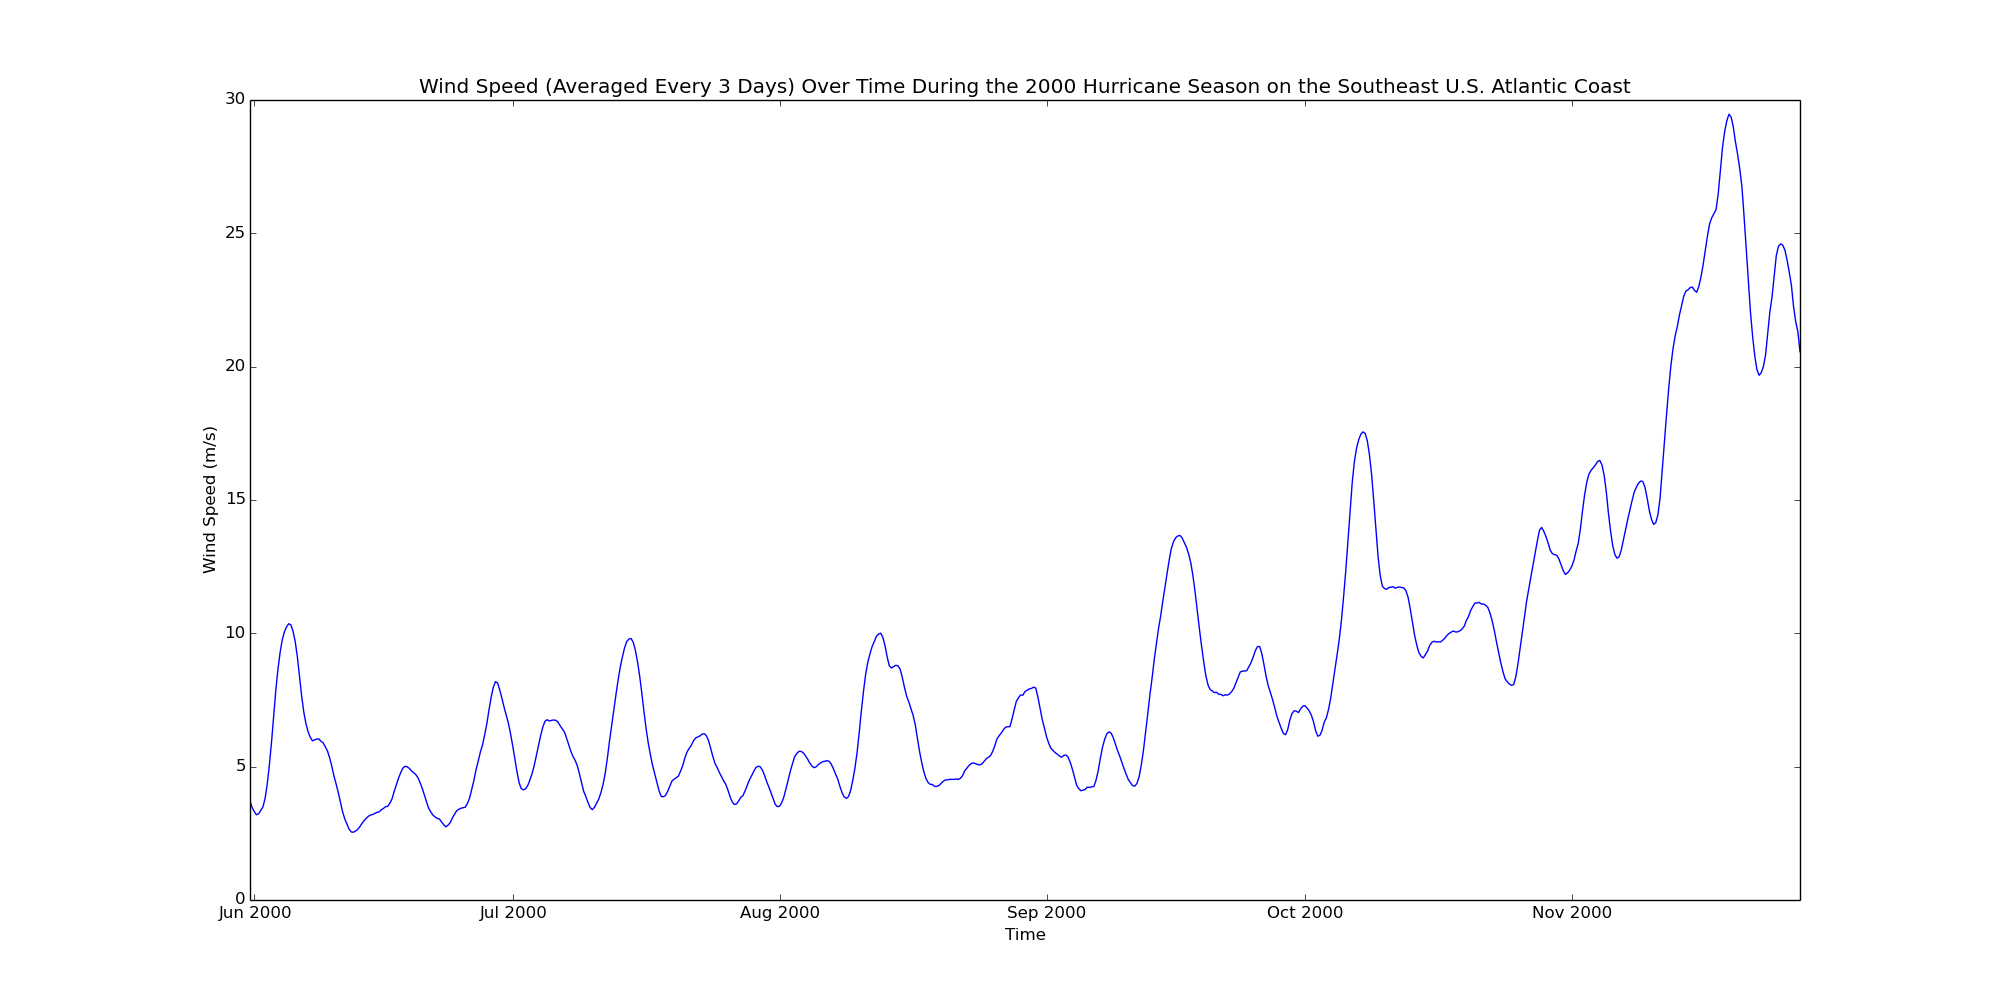 Wind Speed (Averaged Every 3 Days) Over Time During the 2000 Hurricane Season on the Southeast U.S. Atlantic Coast
30
25
20
15
10
5
0
Wind Speed (m/s)
Jun 2000 Jul 2000 Aug 2000 Sep 2000 Oct 2000 Nov 2000
Time